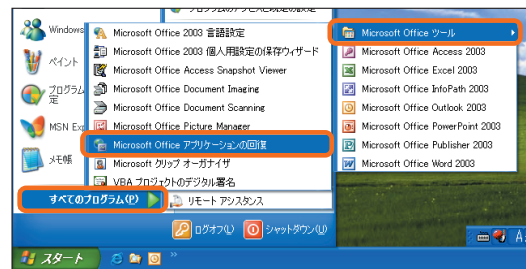 Windows
ペイント
プログラム
定
MSN Exp
メモ帳
すべてのプログラム(P)
Microsoft Office 2003 言語設定
Microsoft Office 2003 個人用設定の保存ウィザード
Microsoft Office Access Snapshot Viewer
Microsoft Office Document Imaging
Microsoft Office Document Scanning
Microsoft Office Picture Manager
Microsoft Office アプリケーションの回復
Microsoft クリップ オーガナイザ
VBA プロジェクトのデジタル署名
リモート アシスタンス
Microsoft Office ツール
Microsoft Office Access 2003
Microsoft Office Excel 2003
Microsoft Office InfoPath 2003
Microsoft Office Outlook 2003
Microsoft Office PowerPoint 2003
Microsoft Office Publisher 2003
Microsoft Office Word 2003
ログオフ(L)
シャットダウン(U)
スタート
A